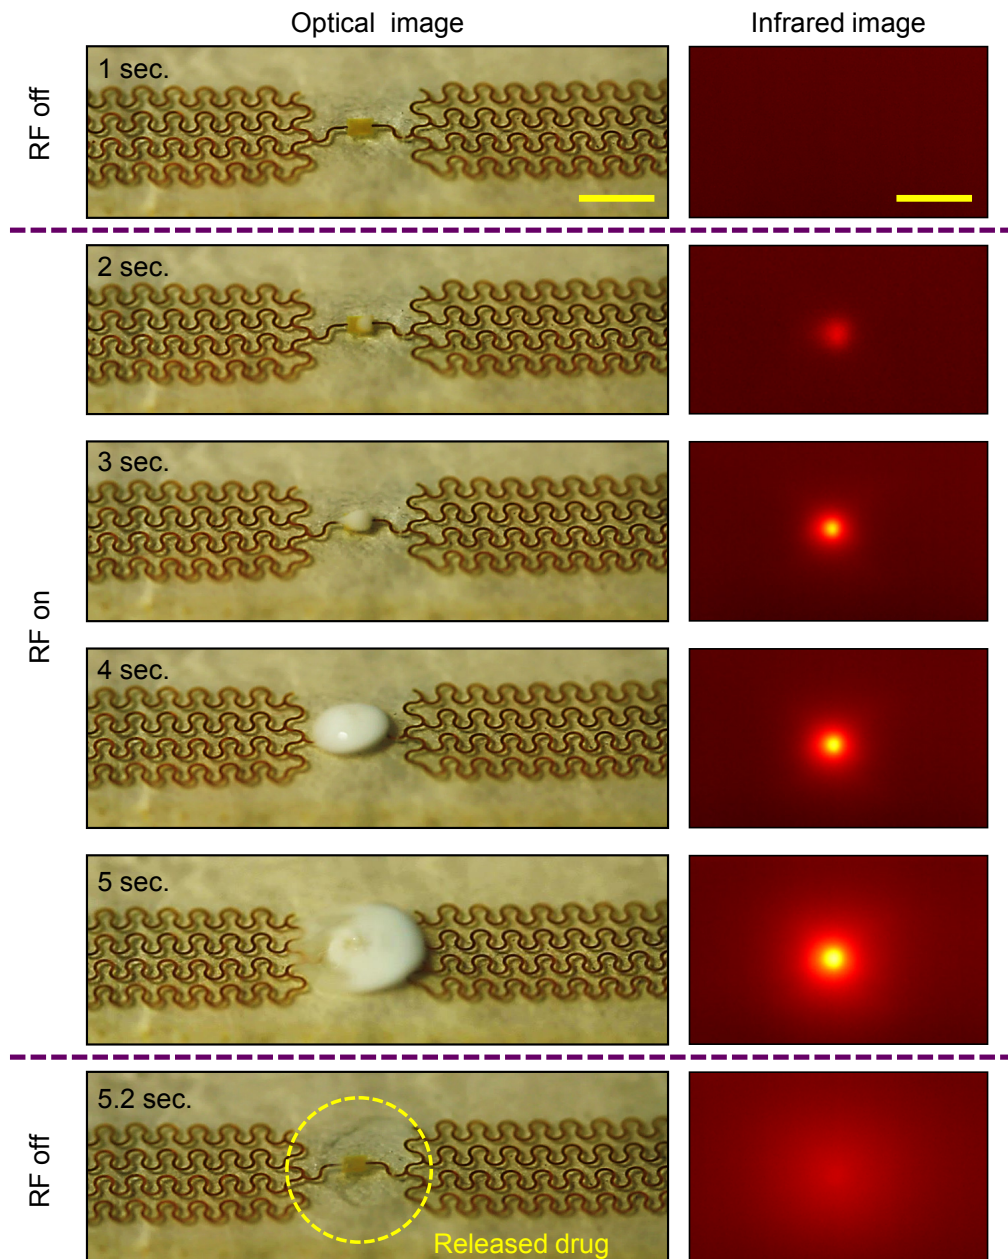 Optical image
Infrared image
RF off
1 sec.
RF on
2 sec.
3 sec.
4 sec.
5 sec.
RF off
5.2 sec.
Released drug